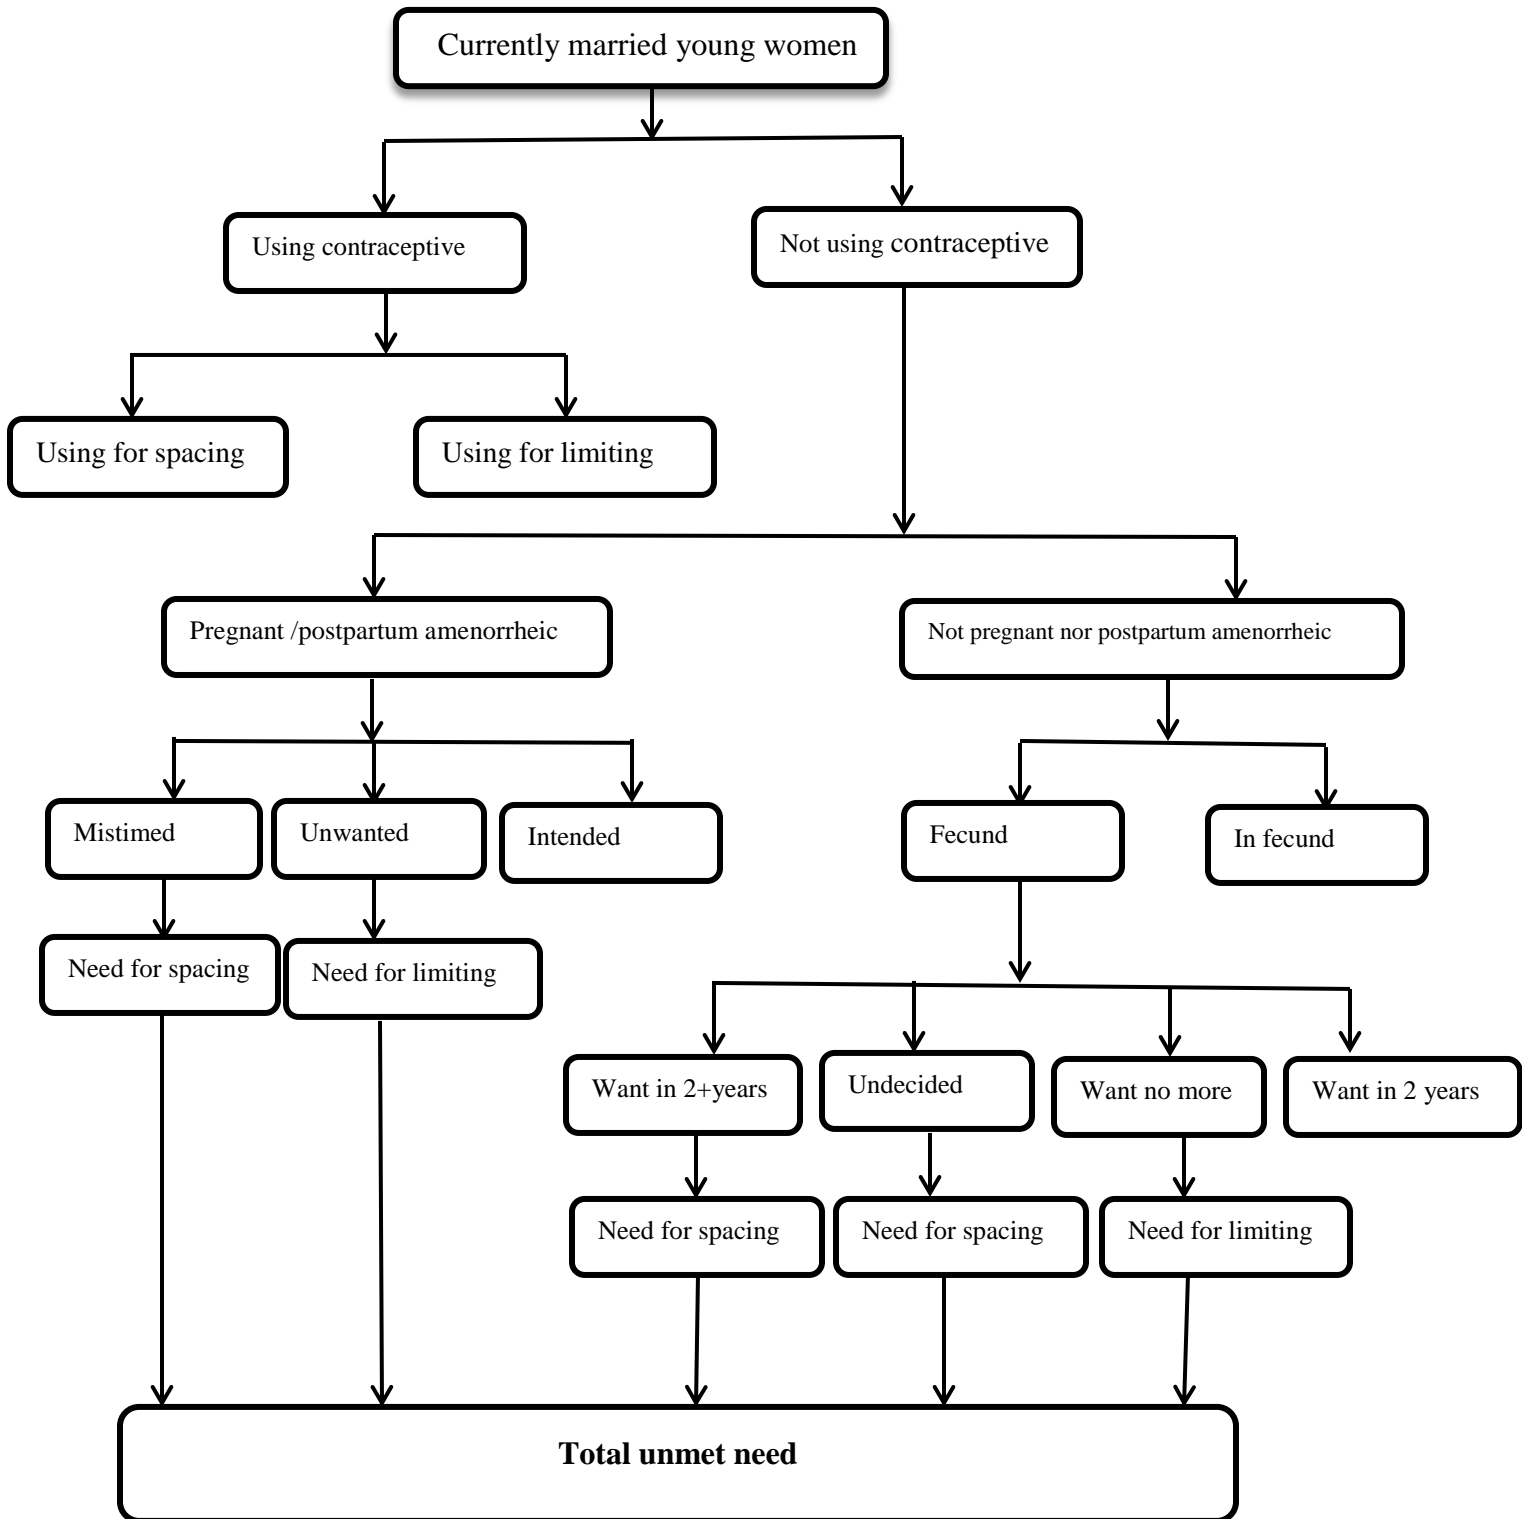 Currently married young women
Using contraceptive
Not using contraceptive
Using for spacing
Using for limiting
Pregnant /postpartum amenorrheic
Not pregnant nor postpartum amenorrheic
Mistimed
Unwanted
Intended
Fecund
In fecund
Need for spacing
Need for limiting
Want in 2+years
Undecided
Want no more
Want in 2 years
Need for spacing
Need for spacing
Need for limiting
Total unmet need